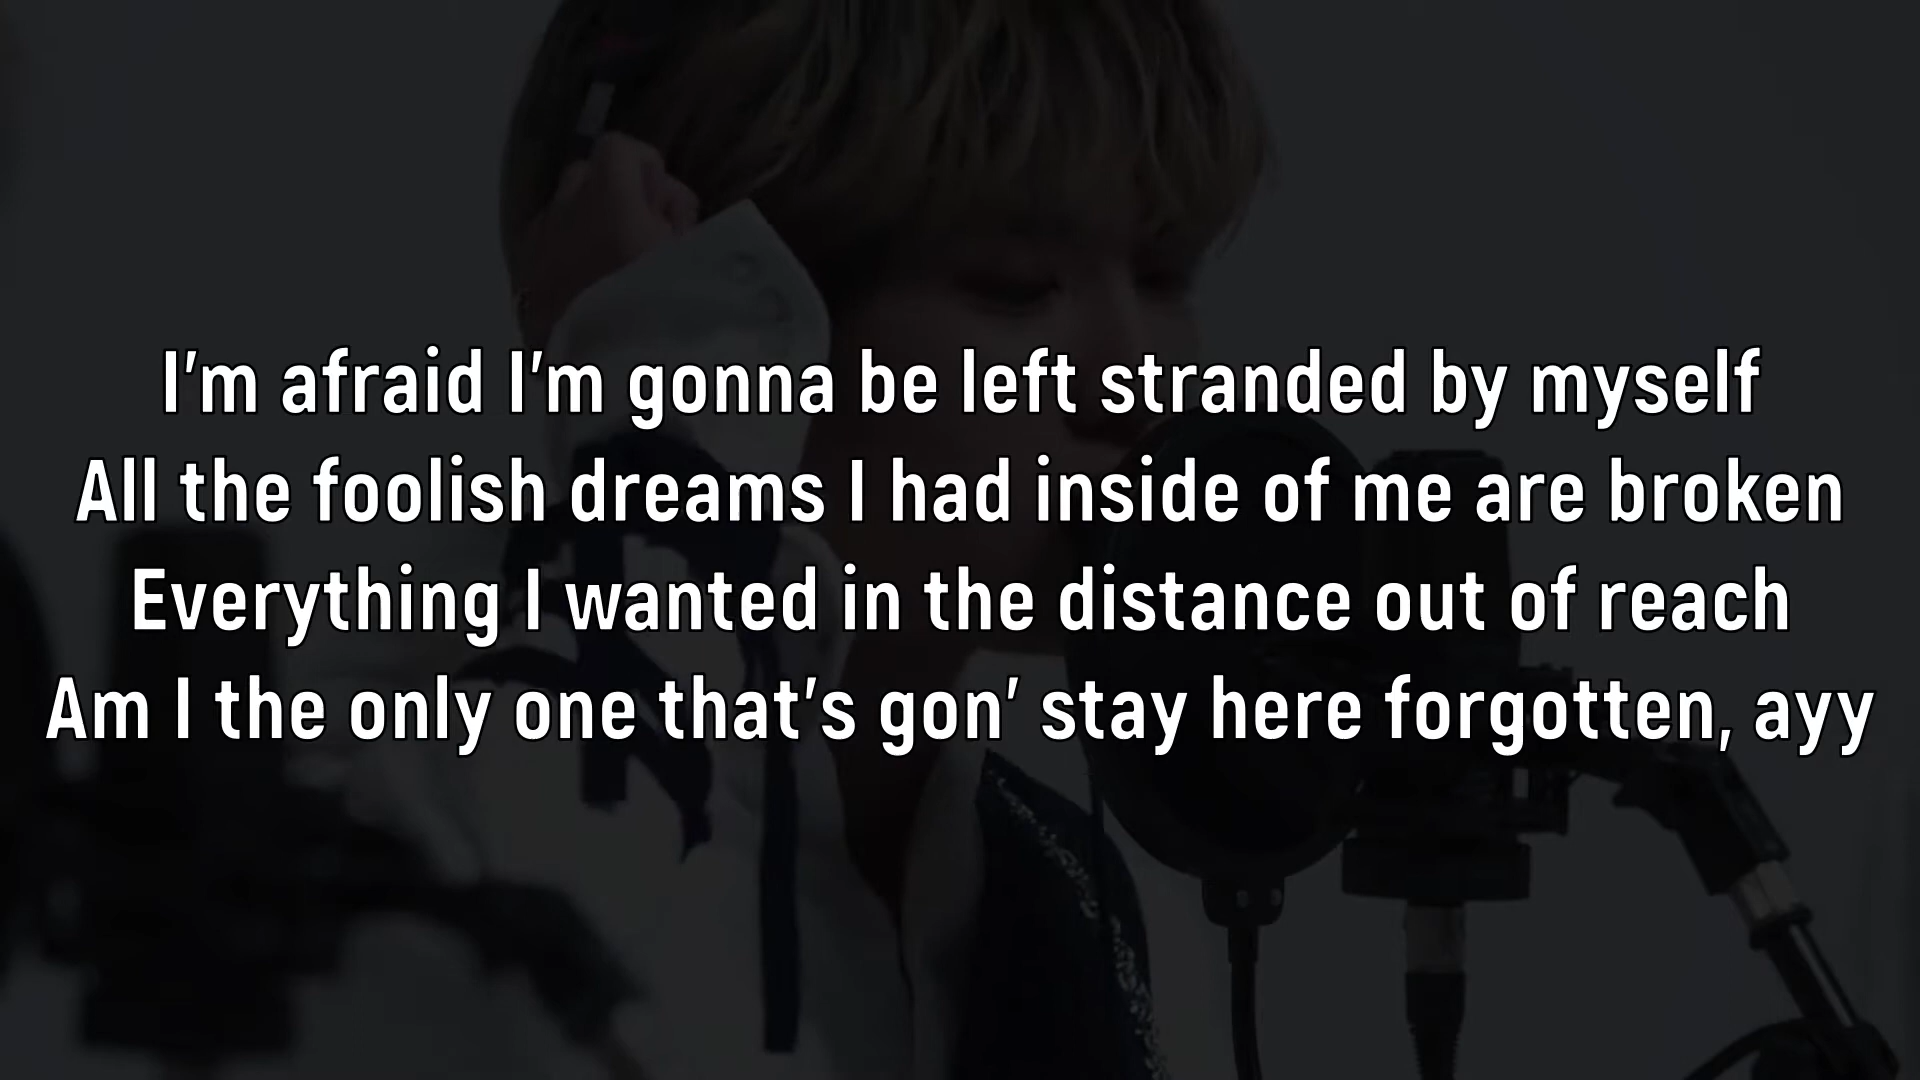 I'm afraid I'm gonna be left stranded by myself
All the foolish dreams I had inside of me are broken
Everything I wanted in the distance out of reach
Am I the only one that's gon' stay here forgotten, ayy